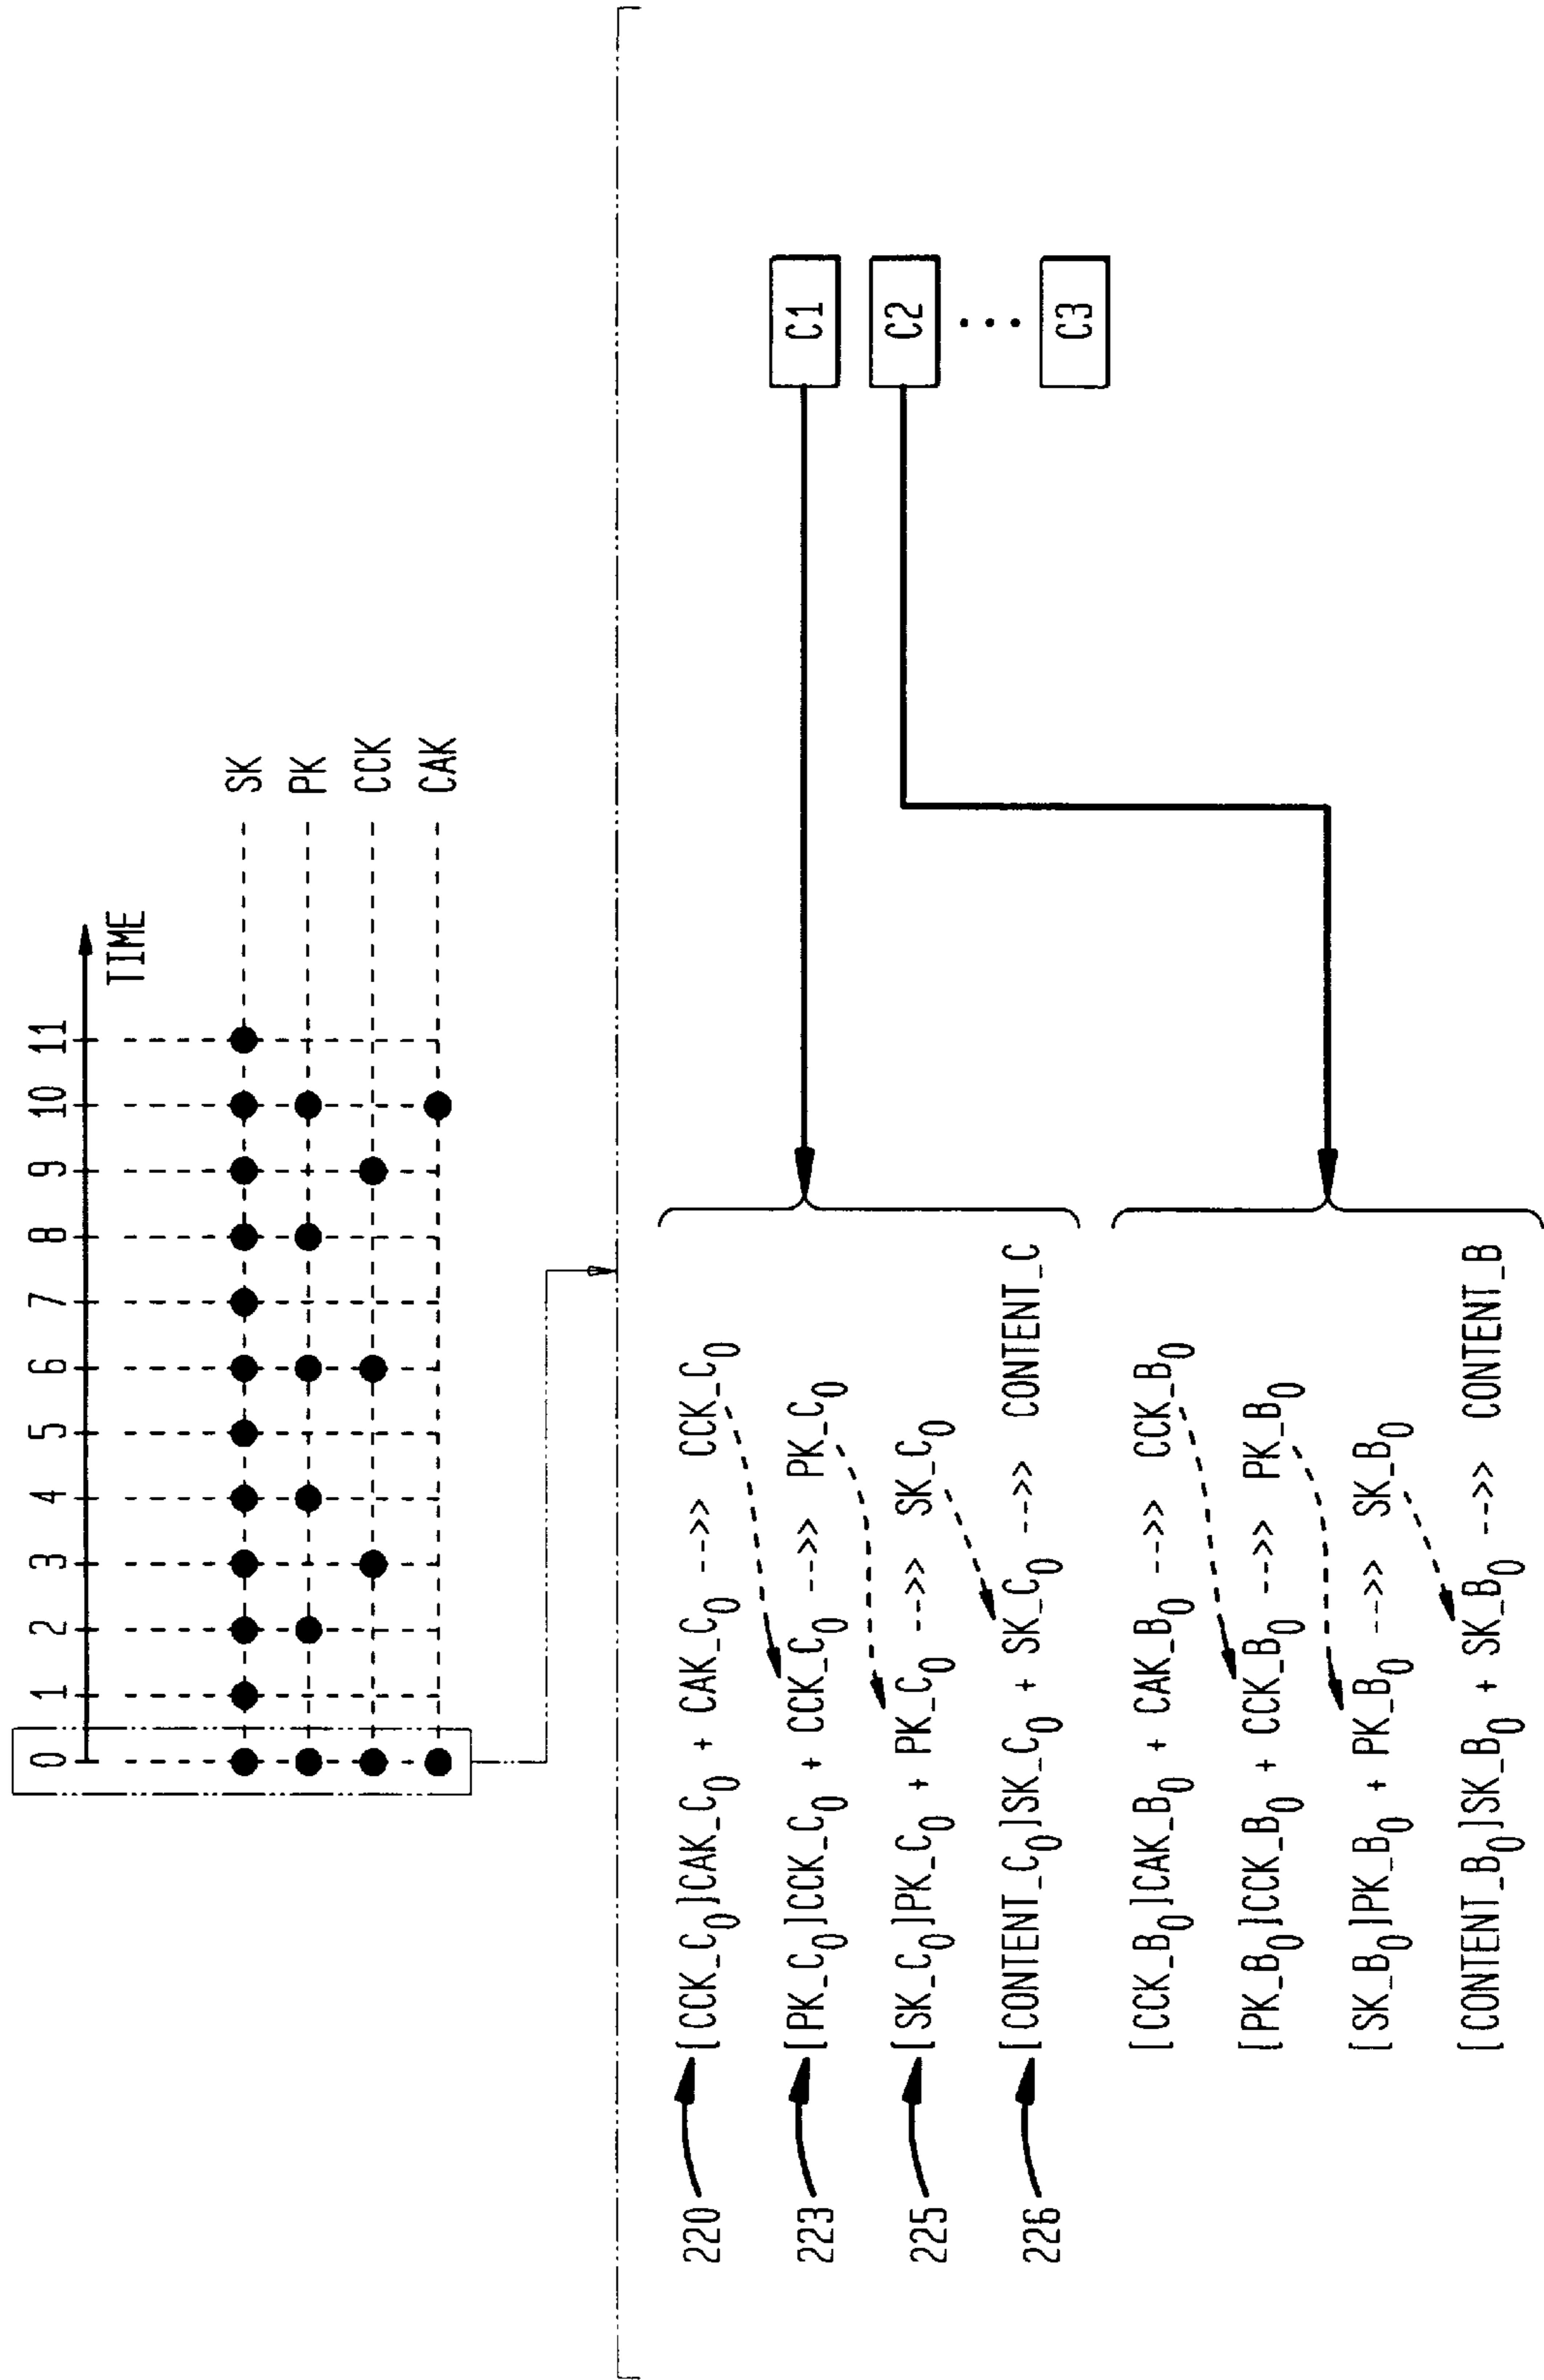 0 1 2 3 4 5 6 7 8 9 10 11
TIME
SK
PK
CCK
CAK
220
[CCK_C0]CAK_C0 + CAK_C0 -->> CCK_C0
223
[PK_C0]CCK_C0 + CCK_C0 -->> PK_C0
225
[SK_C0]PK_C0 + PK_C0 -->> SK_C0
226
[CONTENT_C0]SK_C0 + SK_C0 -->> CONTENT_C
[CCK_B0]CAK_B0 + CAK_B0 -->> CCK_B0
[PK_B0]CCK_B0 + CCK_B0 -->> PK_B0
[SK_B0]PK_B0 + PK_B0 -->> SK_B0
[CONTENT_B0]SK_B0 + SK_B0 -->> CONTENT_B
C1
C2
C3